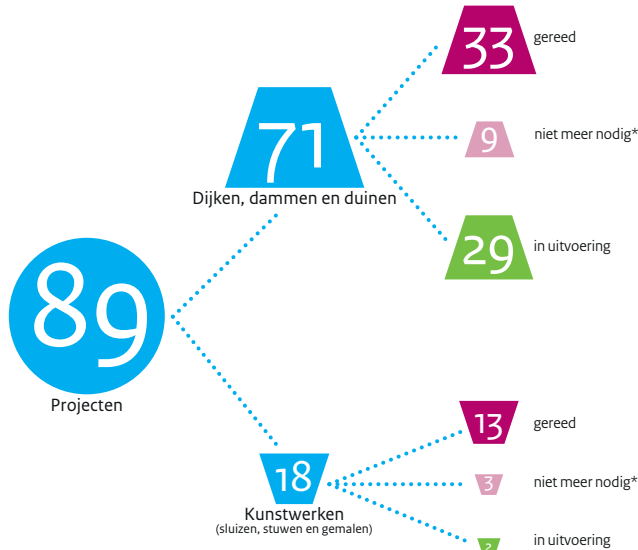 33 gereed
71
9 niet meer nodig*
Dijken, dammen en duinen
29 in uitvoering
89
Projecten
13 gereed
18
3 niet meer nodig*
Kunstwerken
(sluizen, stuwen en gemalen)
2 in uitvoering